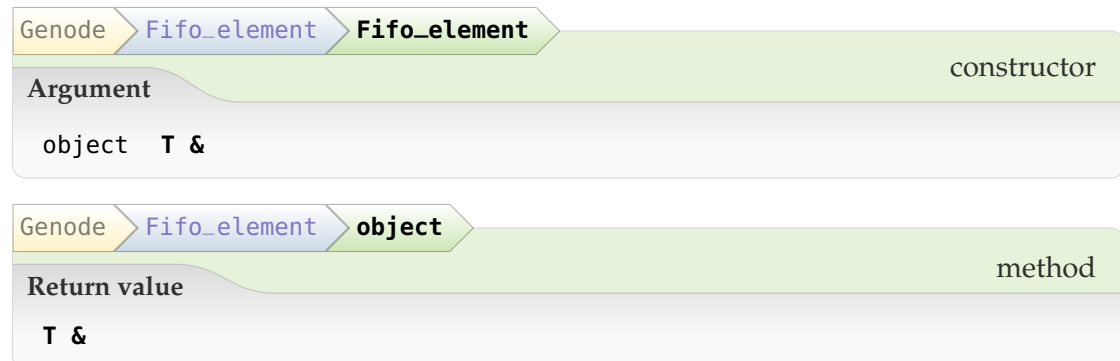 Genode Fifo_element Fifo_element
constructor
Argument
object T &
Genode Fifo_element object
method
Return value
T &